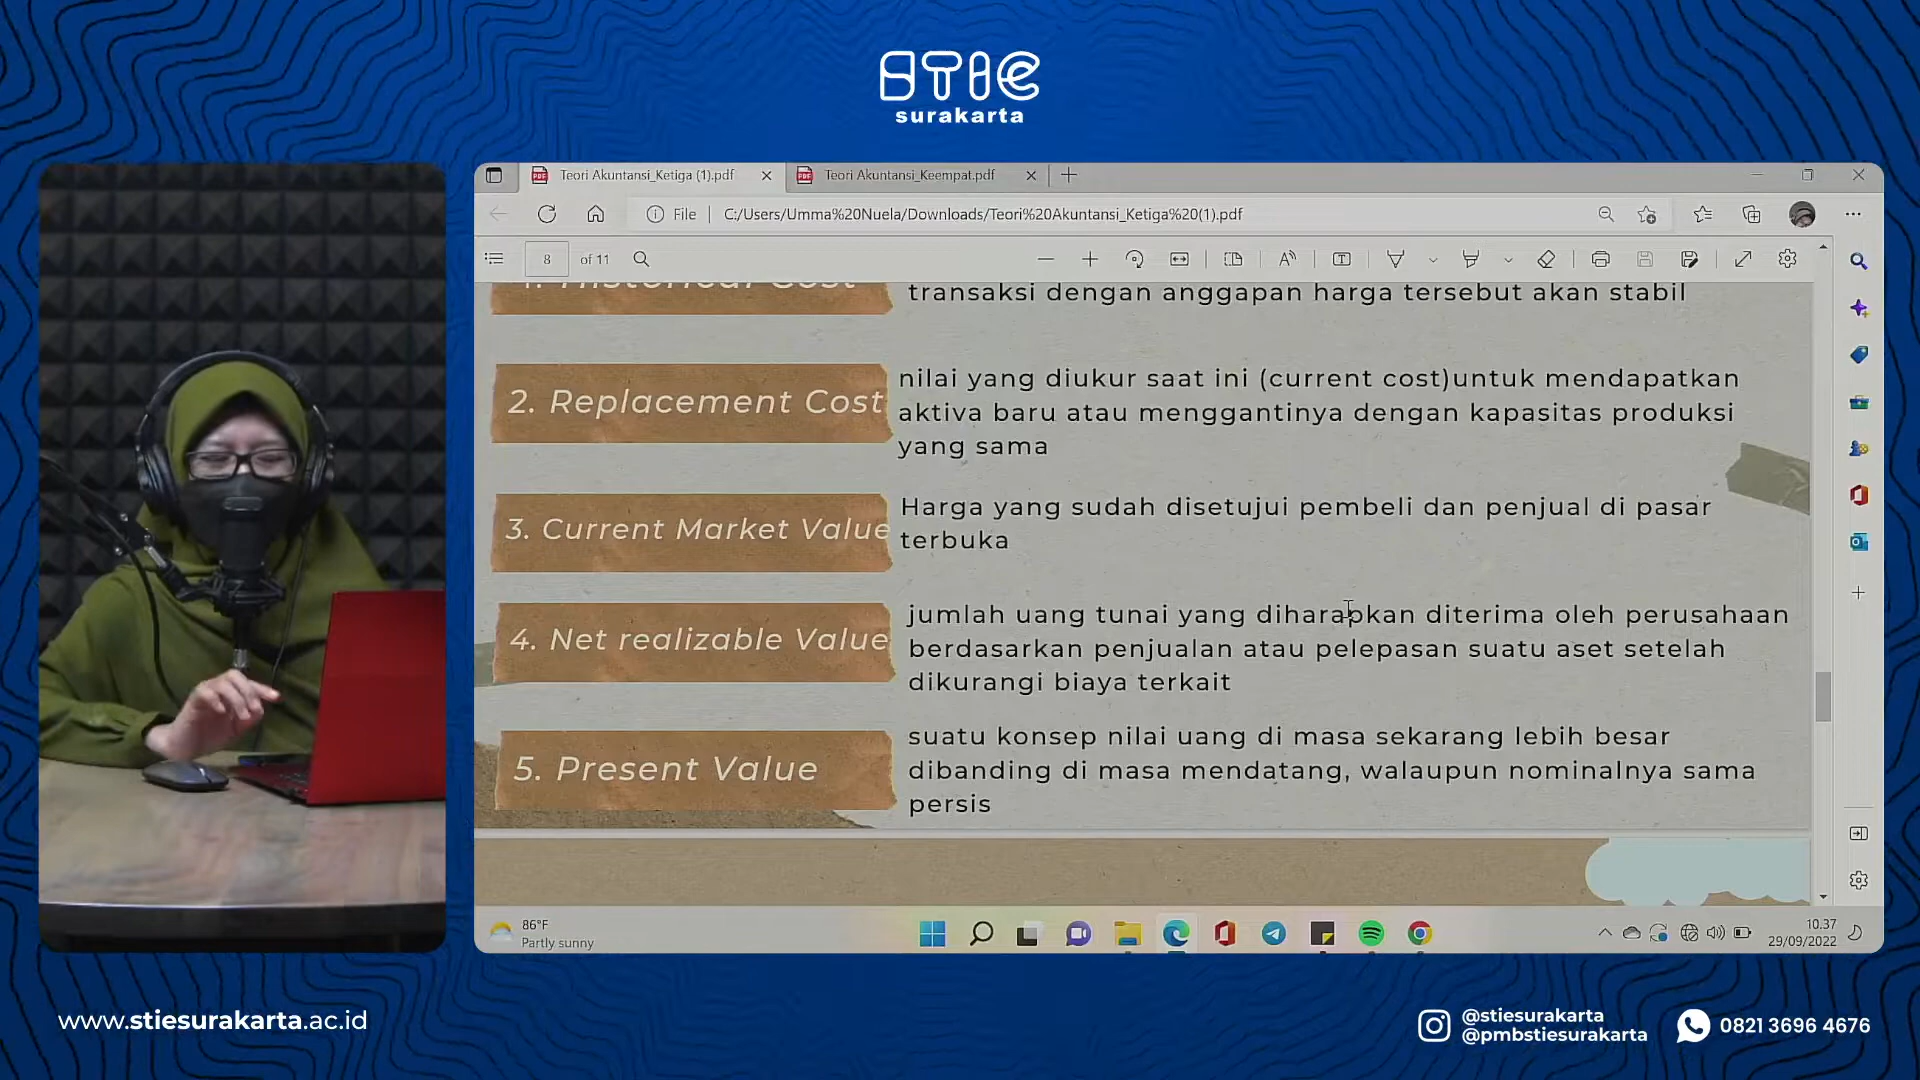 STIE
surakarta
Teori Akuntansi_Ketiga (1).pdf
Teori Akuntansi_Keempat.pdf
File
C:/Users/Umma%20Nuela/Downloads/Teori%20Akuntansi_Ketiga%20(1).pdf
8 of 11
1. Historical Cost
transaksi dengan anggapan harga tersebut akan stabil
2. Replacement Cost
nilai yang diukur saat ini (current cost)untuk mendapatkan
aktiva baru atau menggantinya dengan kapasitas produksi
yang sama
3. Current Market Value
Harga yang sudah disetujui pembeli dan penjual di pasar
terbuka
4. Net realizable Value
jumlah uang tunai yang diharapkan diterima oleh perusahaan
berdasarkan penjualan atau pelepasan suatu aset setelah
dikurangi biaya terkait
5. Present Value
suatu konsep nilai uang di masa sekarang lebih besar
dibanding di masa mendatang, walaupun nominalnya sama
persis
86°F
Partly sunny
10.37
29/09/2022
www.stiesurakarta.ac.id
@stiesurakarta
@pmbstiesurakarta
0821 3696 4676